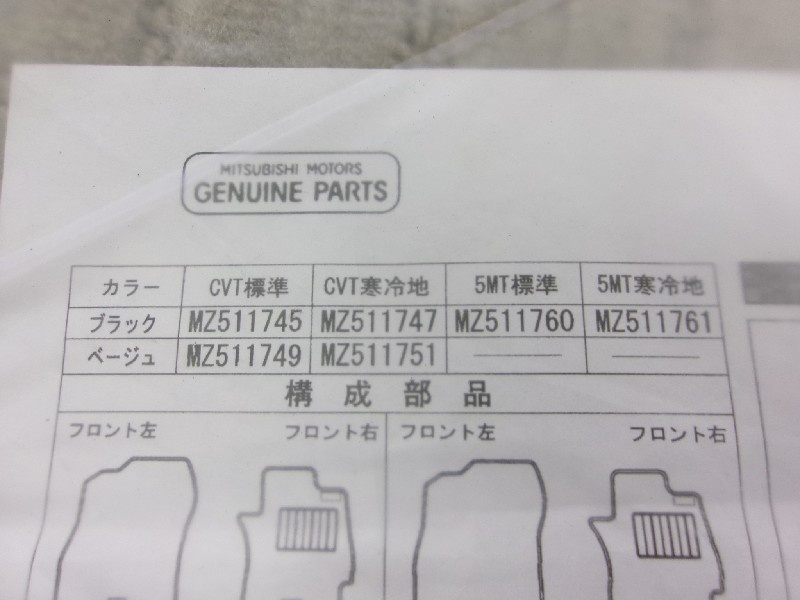 MITSUBISHI MOTORS
GENUINE PARTS
カラー CVT標準 CVT寒冷地 5MT標準 5MT寒冷地
ブラック MZ511745 MZ511747 MZ511760 MZ511761
ベージュ MZ511749 MZ511751 ——— ———
構成部品
フロント左 フロント右 フロント左 フロント右